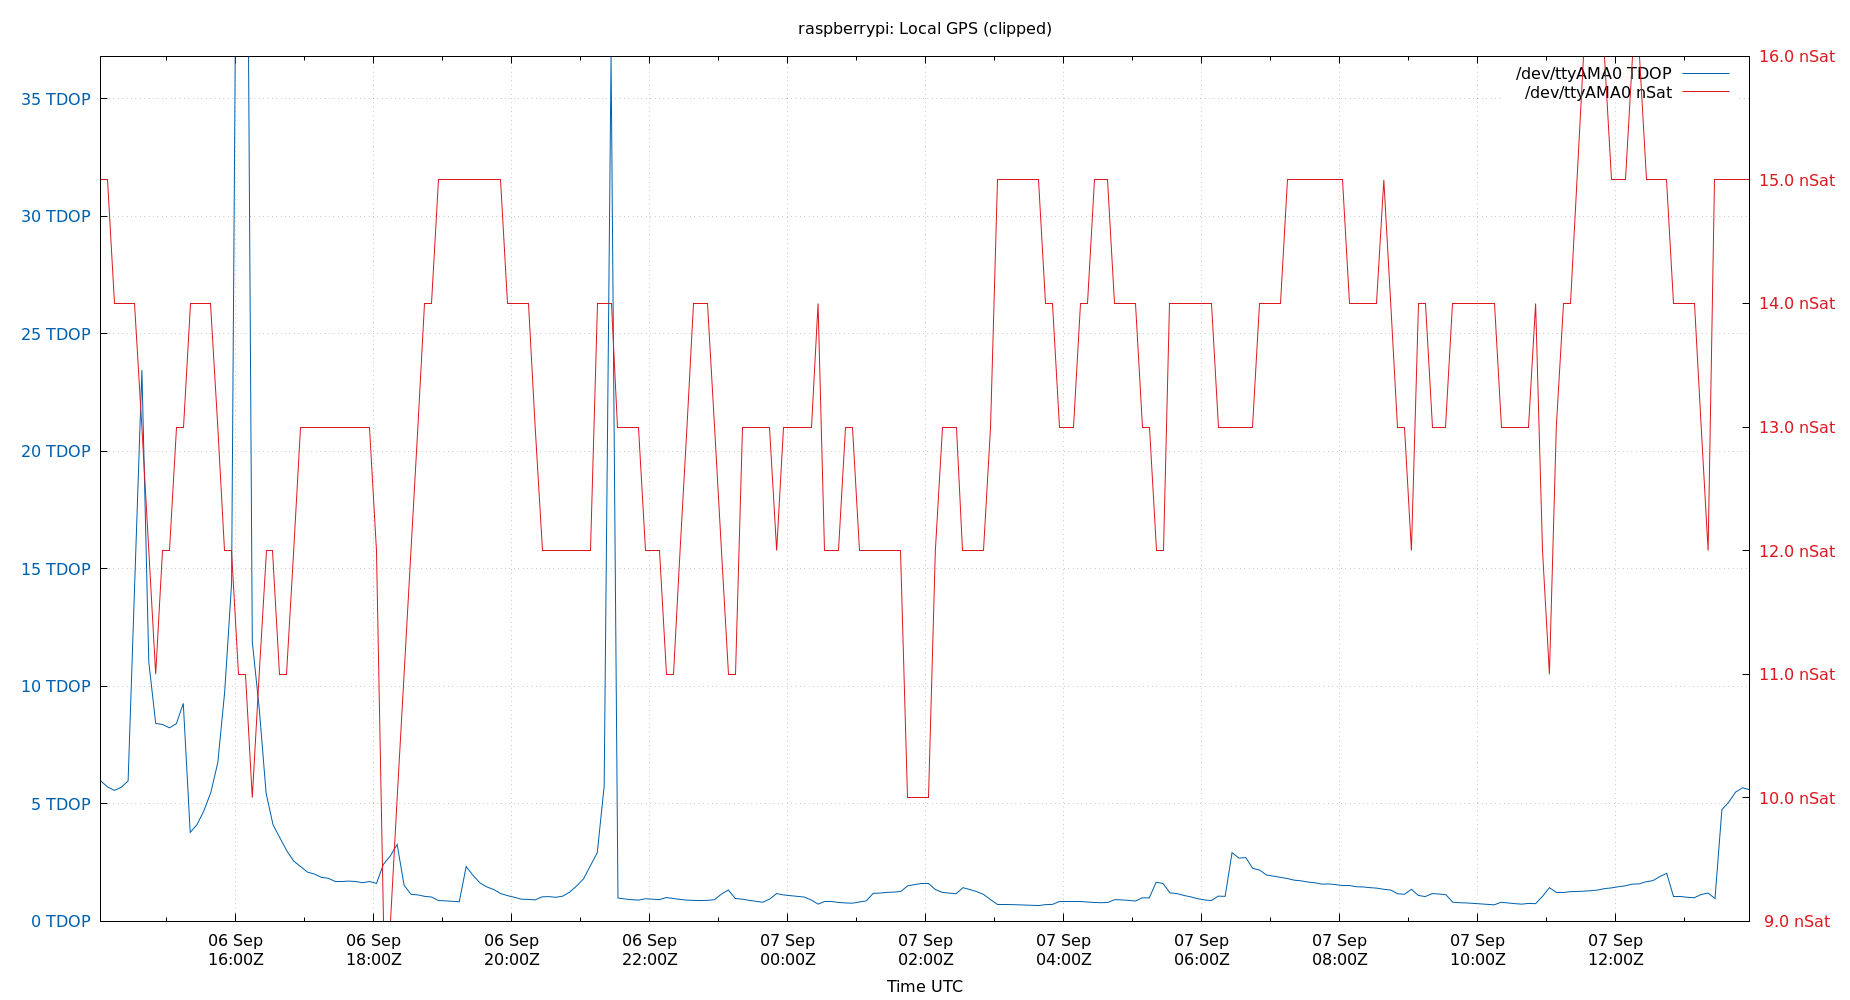 raspberrypi: Local GPS (clipped)
/dev/ttyAMA0 TDOP
/dev/ttyAMA0 nSat
35 TDOP
30 TDOP
25 TDOP
20 TDOP
15 TDOP
10 TDOP
5 TDOP
0 TDOP
16.0 nSat
15.0 nSat
14.0 nSat
13.0 nSat
12.0 nSat
11.0 nSat
10.0 nSat
9.0 nSat
06 Sep
16:00Z
06 Sep
18:00Z
06 Sep
20:00Z
06 Sep
22:00Z
07 Sep
00:00Z
07 Sep
02:00Z
07 Sep
04:00Z
07 Sep
06:00Z
07 Sep
08:00Z
07 Sep
10:00Z
07 Sep
12:00Z
Time UTC